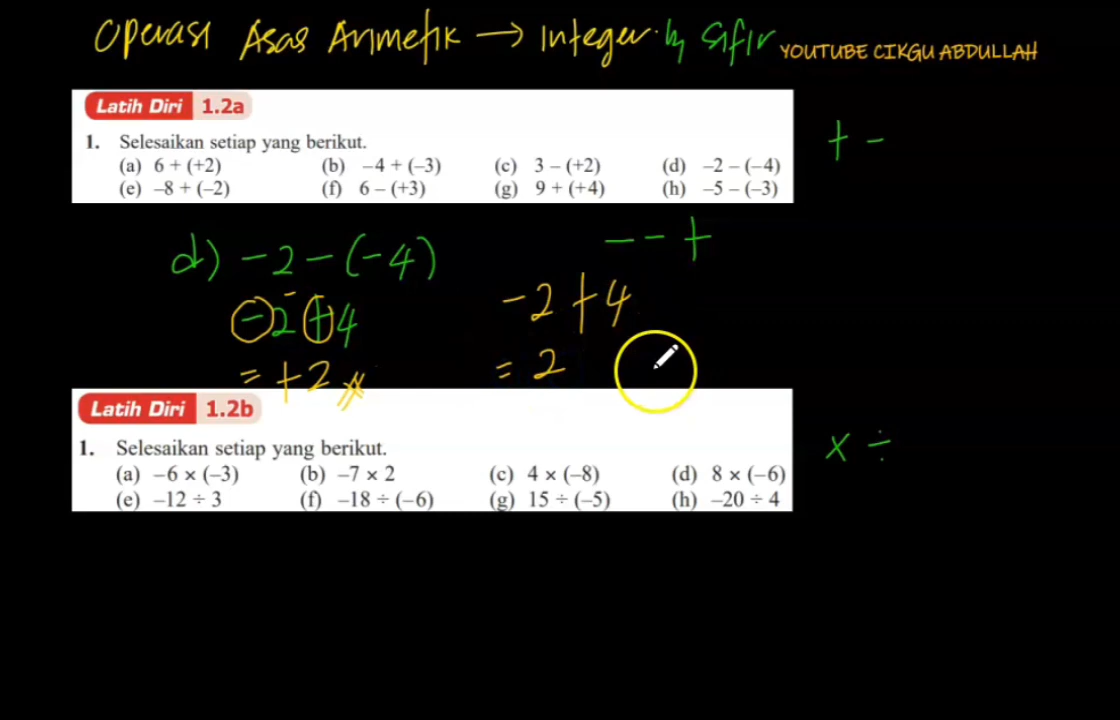 Operasi Asas Aritmetik → Integer. by Sifir YOUTUBE CIKGU ABDULLAH
Latih Diri 1.2a
1. Selesaikan setiap yang berikut.
(a) 6 + (+2) (b) –4 + (–3) (c) 3 – (+2) (d) –2 – (–4)
(e) –8 + (–2) (f) 6 – (+3) (g) 9 + (+4) (h) –5 – (–3)
+ -
d) -2-(-4) - - +
-2+4 -2+4
= +2 = 2
Latih Diri 1.2b
1. Selesaikan setiap yang berikut.
(a) –6 × (–3) (b) –7 × 2 (c) 4 × (–8) (d) 8 × (–6)
(e) –12 ÷ 3 (f) –18 ÷ (–6) (g) 15 ÷ (–5) (h) –20 ÷ 4
× ÷